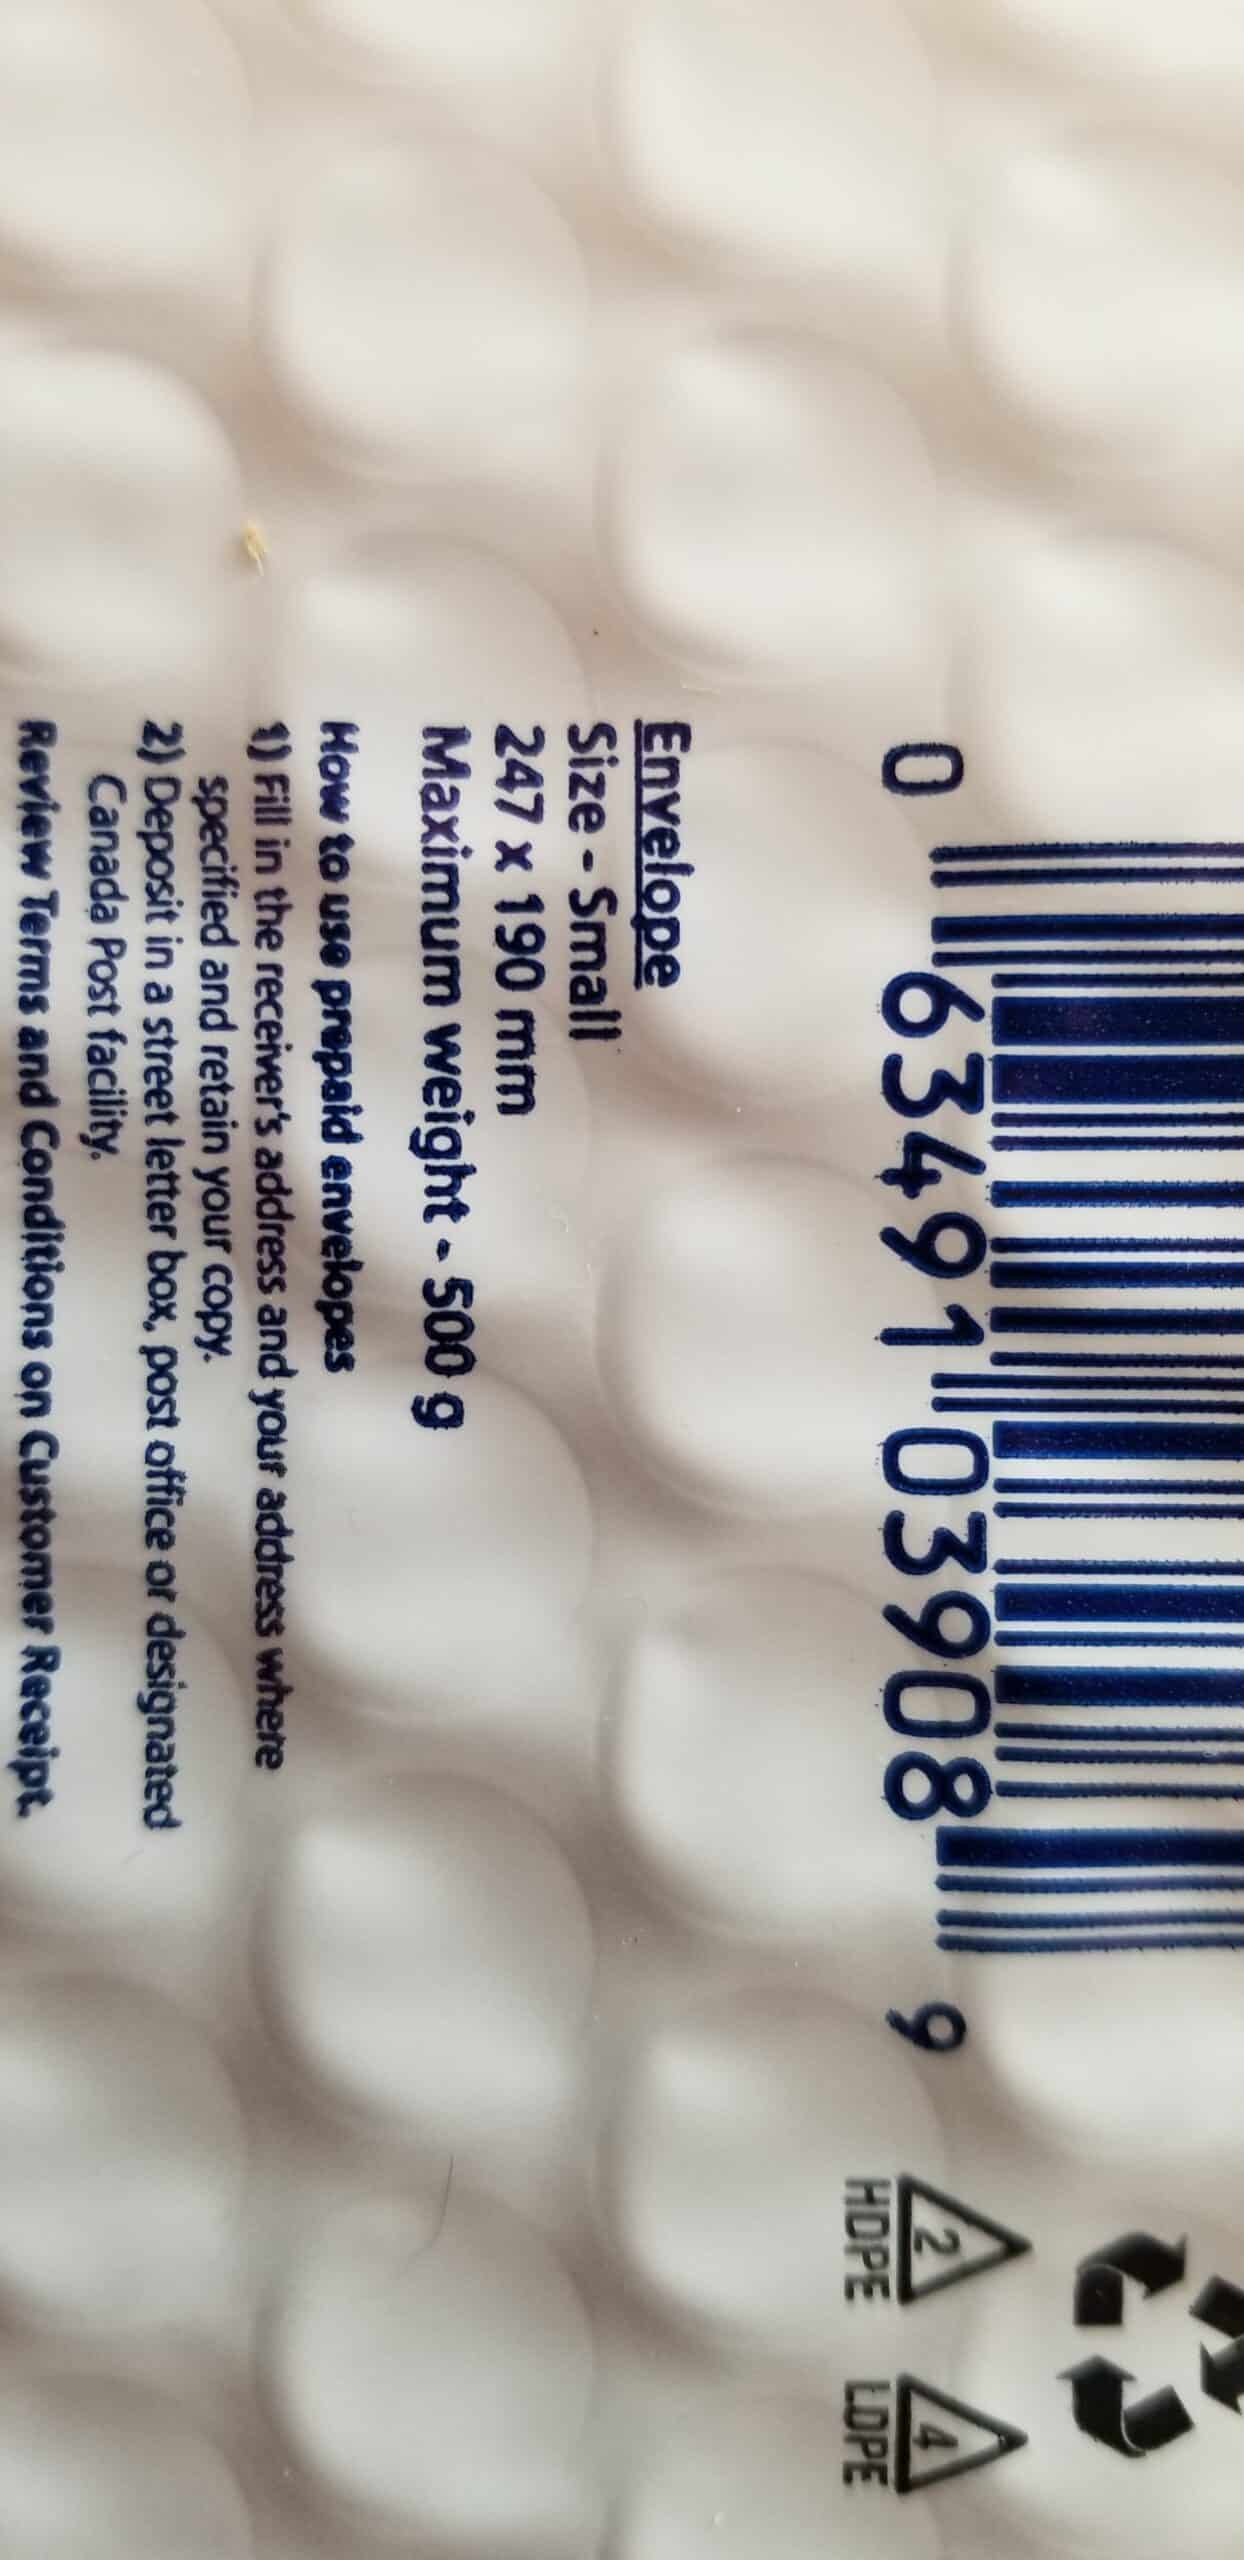 0 63491 03908 9
2
HDPE
4
LDPE
Envelope
Size - Small
247 x 190 mm
Maximum weight - 500 g
How to use prepaid envelopes
1) Fill in the receiver's address and your address where
specified and retain your copy.
2) Deposit in a street letter box, post office or designated
Canada Post facility.
Review Terms and Conditions on Customer Receipt.